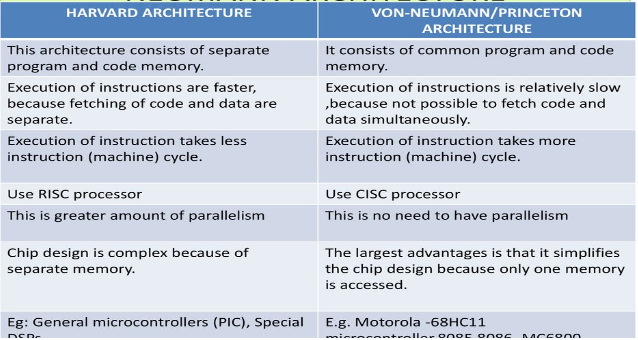 HARVARD ARCHITECTURE
VON-NEUMANN/PRINCETON
ARCHITECTURE
This architecture consists of separate
program and code memory.
It consists of common program and code
memory.
Execution of instructions are faster,
because fetching of code and data are
separate.
Execution of instructions is relatively slow
,because not possible to fetch code and
data simultaneously.
Execution of instruction takes less
instruction (machine) cycle.
Execution of instruction takes more
instruction (machine) cycle.
Use RISC processor
Use CISC processor
This is greater amount of parallelism
This is no need to have parallelism
Chip design is complex because of
separate memory.
The largest advantages is that it simplifies
the chip design because only one memory
is accessed.
Eg: General microcontrollers (PIC), Special
DSPs
E.g. Motorola -68HC11
microcontroller,8085,8086, MC6800